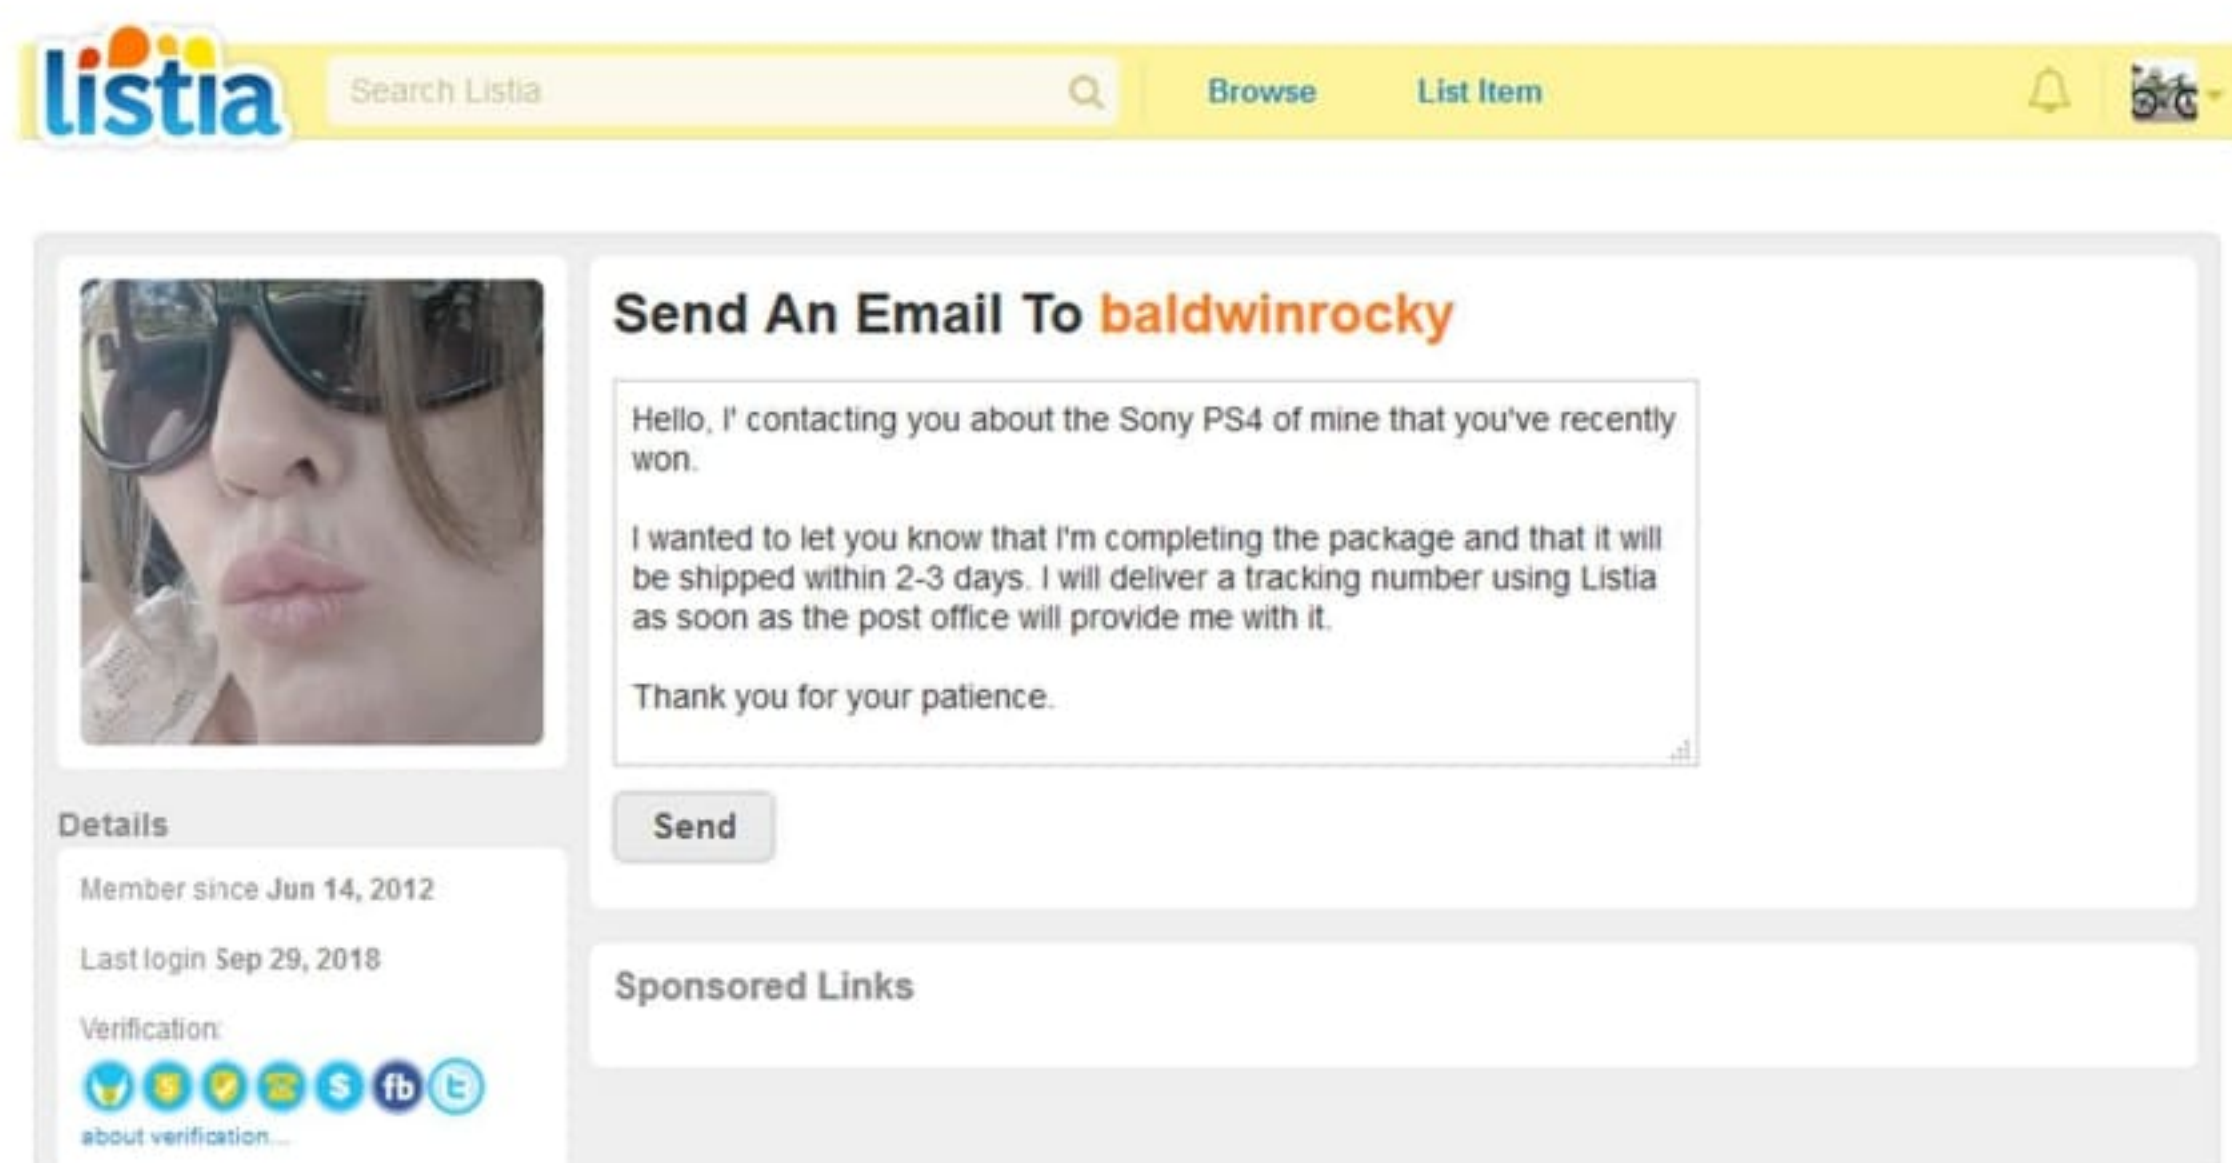 listia
Search Listia
Browse
List Item
Send An Email To baldwinrocky
Hello, I' contacting you about the Sony PS4 of mine that you've recently
won.
I wanted to let you know that I'm completing the package and that it will
be shipped within 2-3 days. I will deliver a tracking number using Listia
as soon as the post office will provide me with it.
Thank you for your patience.
Send
Details
Member since Jun 14, 2012
Last login Sep 29, 2018
Verification:
S
fb
t
about verification...
Sponsored Links